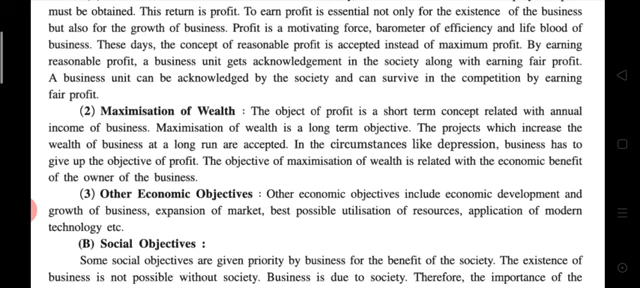 must be obtained. This return is profit. To earn profit is essential not only for the existence of the business
but also for the growth of business. Profit is a motivating force, barometer of efficiency and life blood of
business. These days, the concept of reasonable profit is accepted instead of maximum profit. By earning
reasonable profit, a business unit gets acknowledgement in the society along with earning fair profit.
A business unit can be acknowledged by the society and can survive in the competition by earning
fair profit.
(2) Maximisation of Wealth : The object of profit is a short term concept related with annual
income of business. Maximisation of wealth is a long term objective. The projects which increase the
wealth of business at a long run are accepted. In the circumstances like depression, business has to
give up the objective of profit. The objective of maximisation of wealth is related with the economic benefit
of the owner of the business.
(3) Other Economic Objectives : Other economic objectives include economic development and
growth of business, expansion of market, best possible utilisation of resources, application of modern
technology etc.
(B) Social Objectives :
Some social objectives are given priority by business for the benefit of the society. The existence of
business is not possible without society. Business is due to society. Therefore, the importance of the